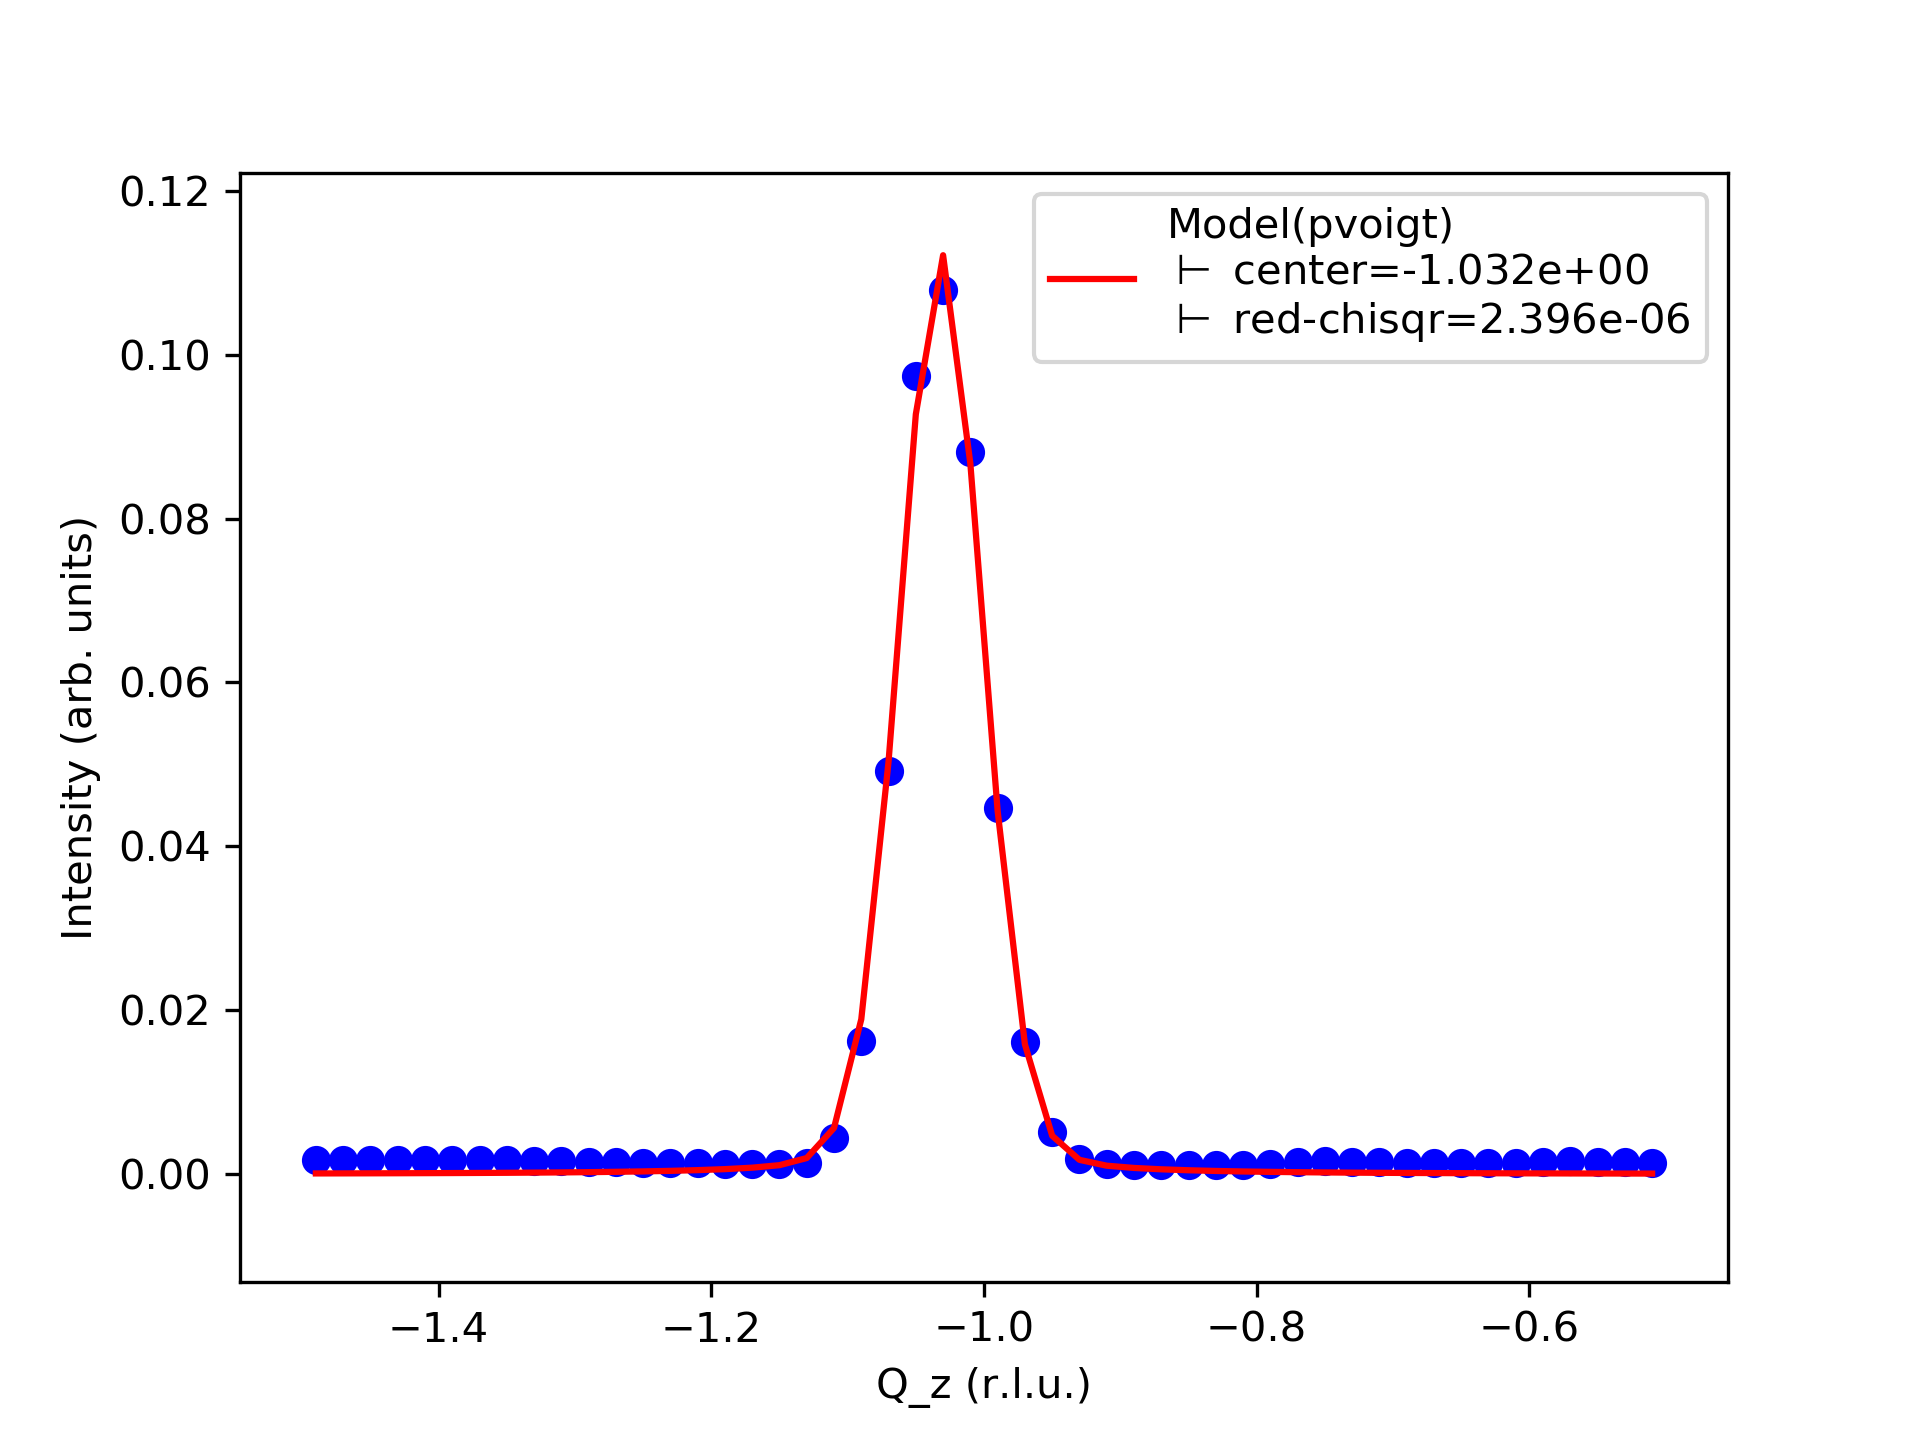 Model(pvoigt)
⊢ center=-1.032e+00
⊢ red-chisqr=2.396e-06
0.12
0.10
0.08
0.06
0.04
0.02
0.00
Intensity (arb. units)
−1.4 −1.2 −1.0 −0.8 −0.6
Q_z (r.l.u.)